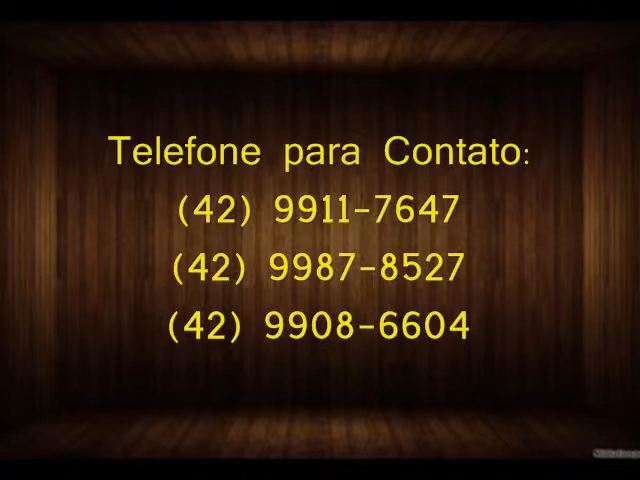 Telefone para Contato:
(42) 9911-7647
(42) 9987-8527
(42) 9908-6604